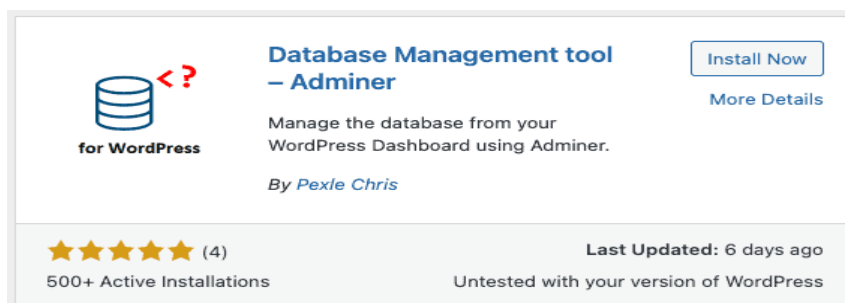 Database Management tool
– Adminer
Install Now
More Details
Manage the database from your
WordPress Dashboard using Adminer.
By Pexle Chris
< ?
for WordPress
(4)
500+ Active Installations
Last Updated: 6 days ago
Untested with your version of WordPress